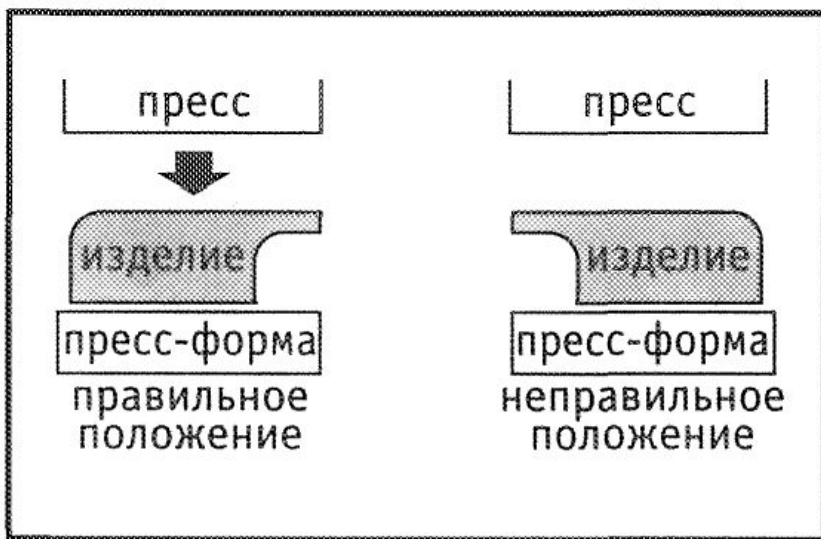 пресс
изделие
пресс-форма
правильное
положение
пресс
изделие
пресс-форма
неправильное
положение